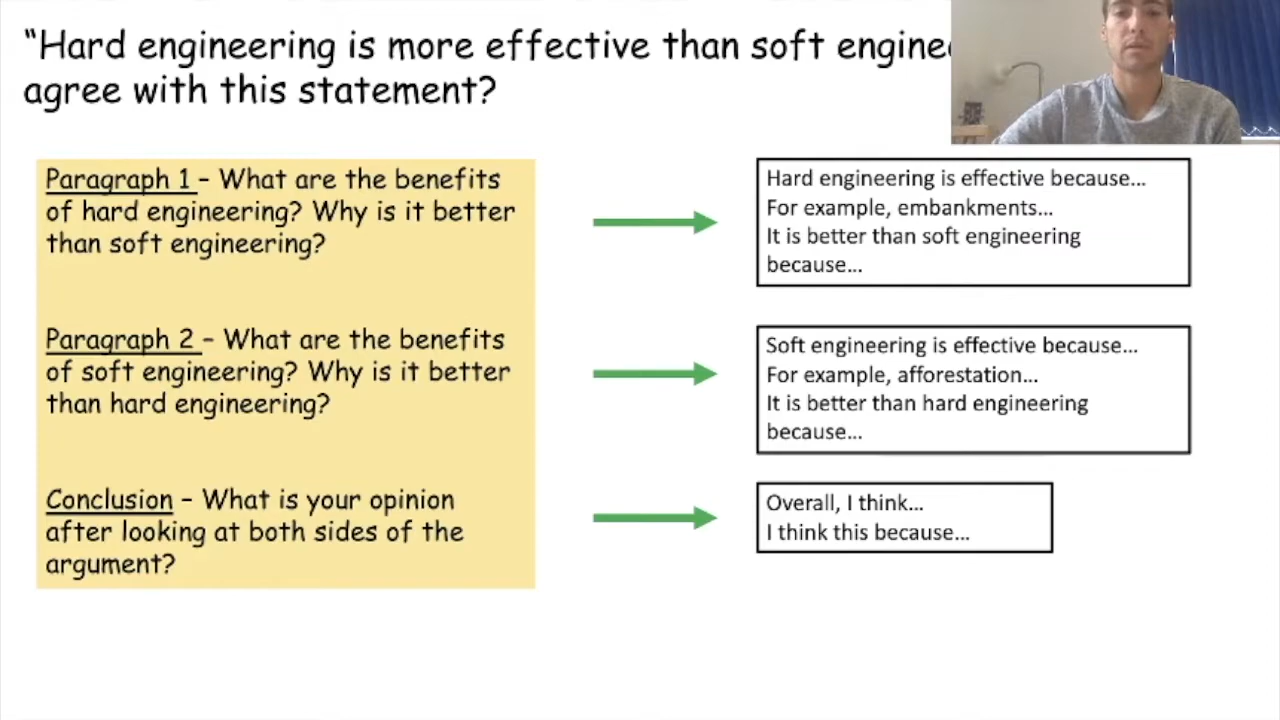 “Hard engineering is more effective than soft
agree with this statement?
Paragraph 1 – What are the benefits
of hard engineering? Why is it better
than soft engineering?
Hard engineering is effective because...
For example, embankments...
It is better than soft engineering
because...
Paragraph 2 – What are the benefits
of soft engineering? Why is it better
than hard engineering?
Soft engineering is effective because...
For example, afforestation...
It is better than hard engineering
because...
Conclusion – What is your opinion
after looking at both sides of the
argument?
Overall, I think...
I think this because...